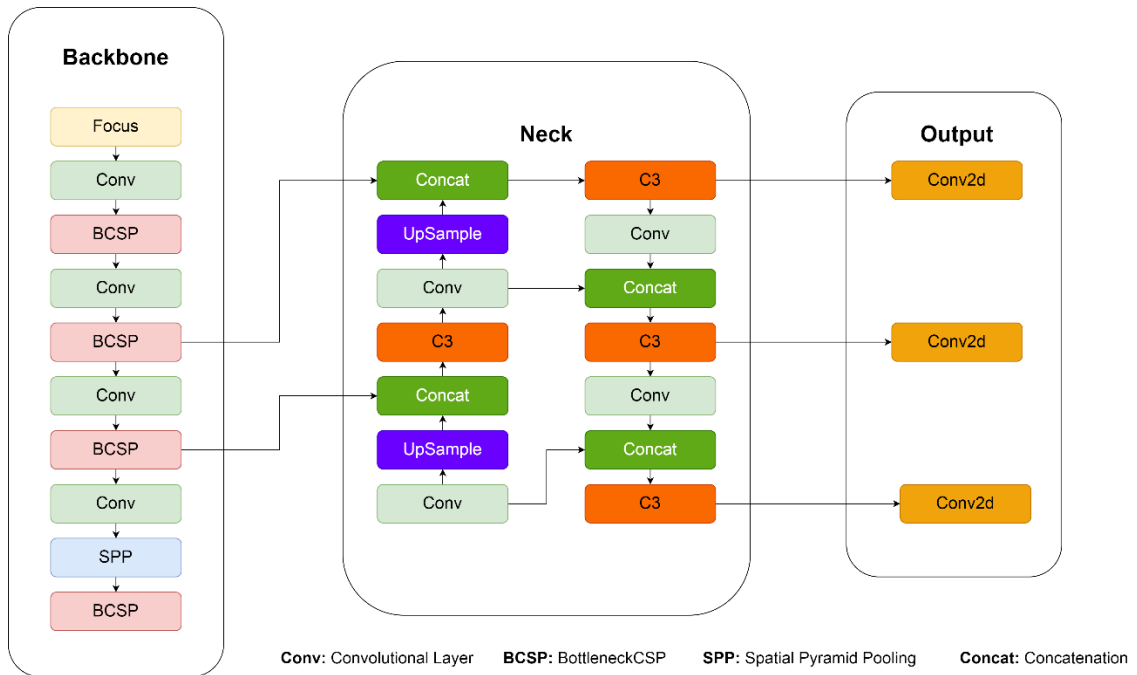 Backbone
Focus
Conv
BCSP
Conv
BCSP
Conv
BCSP
Conv
SPP
BCSP
Neck
Concat
UpSample
Conv
C3
Concat
UpSample
Conv
C3
Conv
Concat
C3
Conv
Concat
C3
Output
Conv2d
Conv2d
Conv2d
Conv: Convolutional Layer BCSP: BottleneckCSP SPP: Spatial Pyramid Pooling Concat: Concatenation